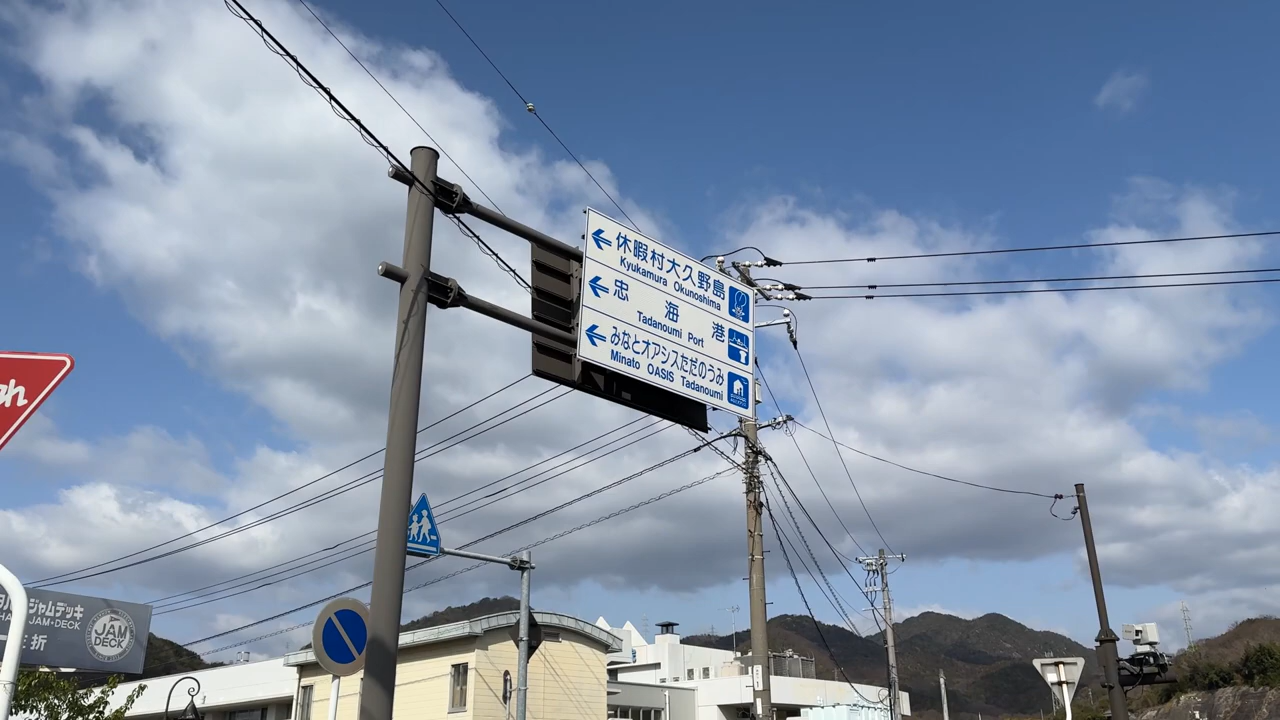 休暇村大久野島
Kyukamura Okunoshima
忠海港
Tadanoumi Port
みなとオアシスただのうみ
Minato OASIS Tadanoumi
ジャムデッキ
JAM·DECK
JAM
DECK
折